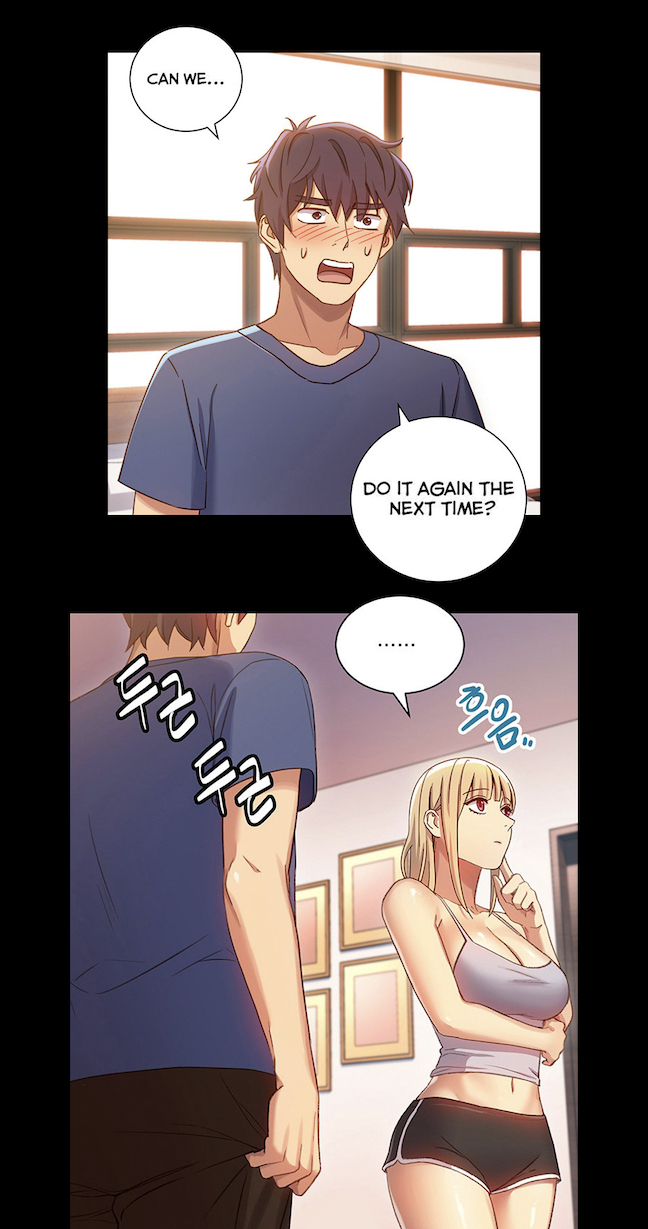 CAN WE...
DO IT AGAIN THE
NEXT TIME?
......
흐음..
두근
두근